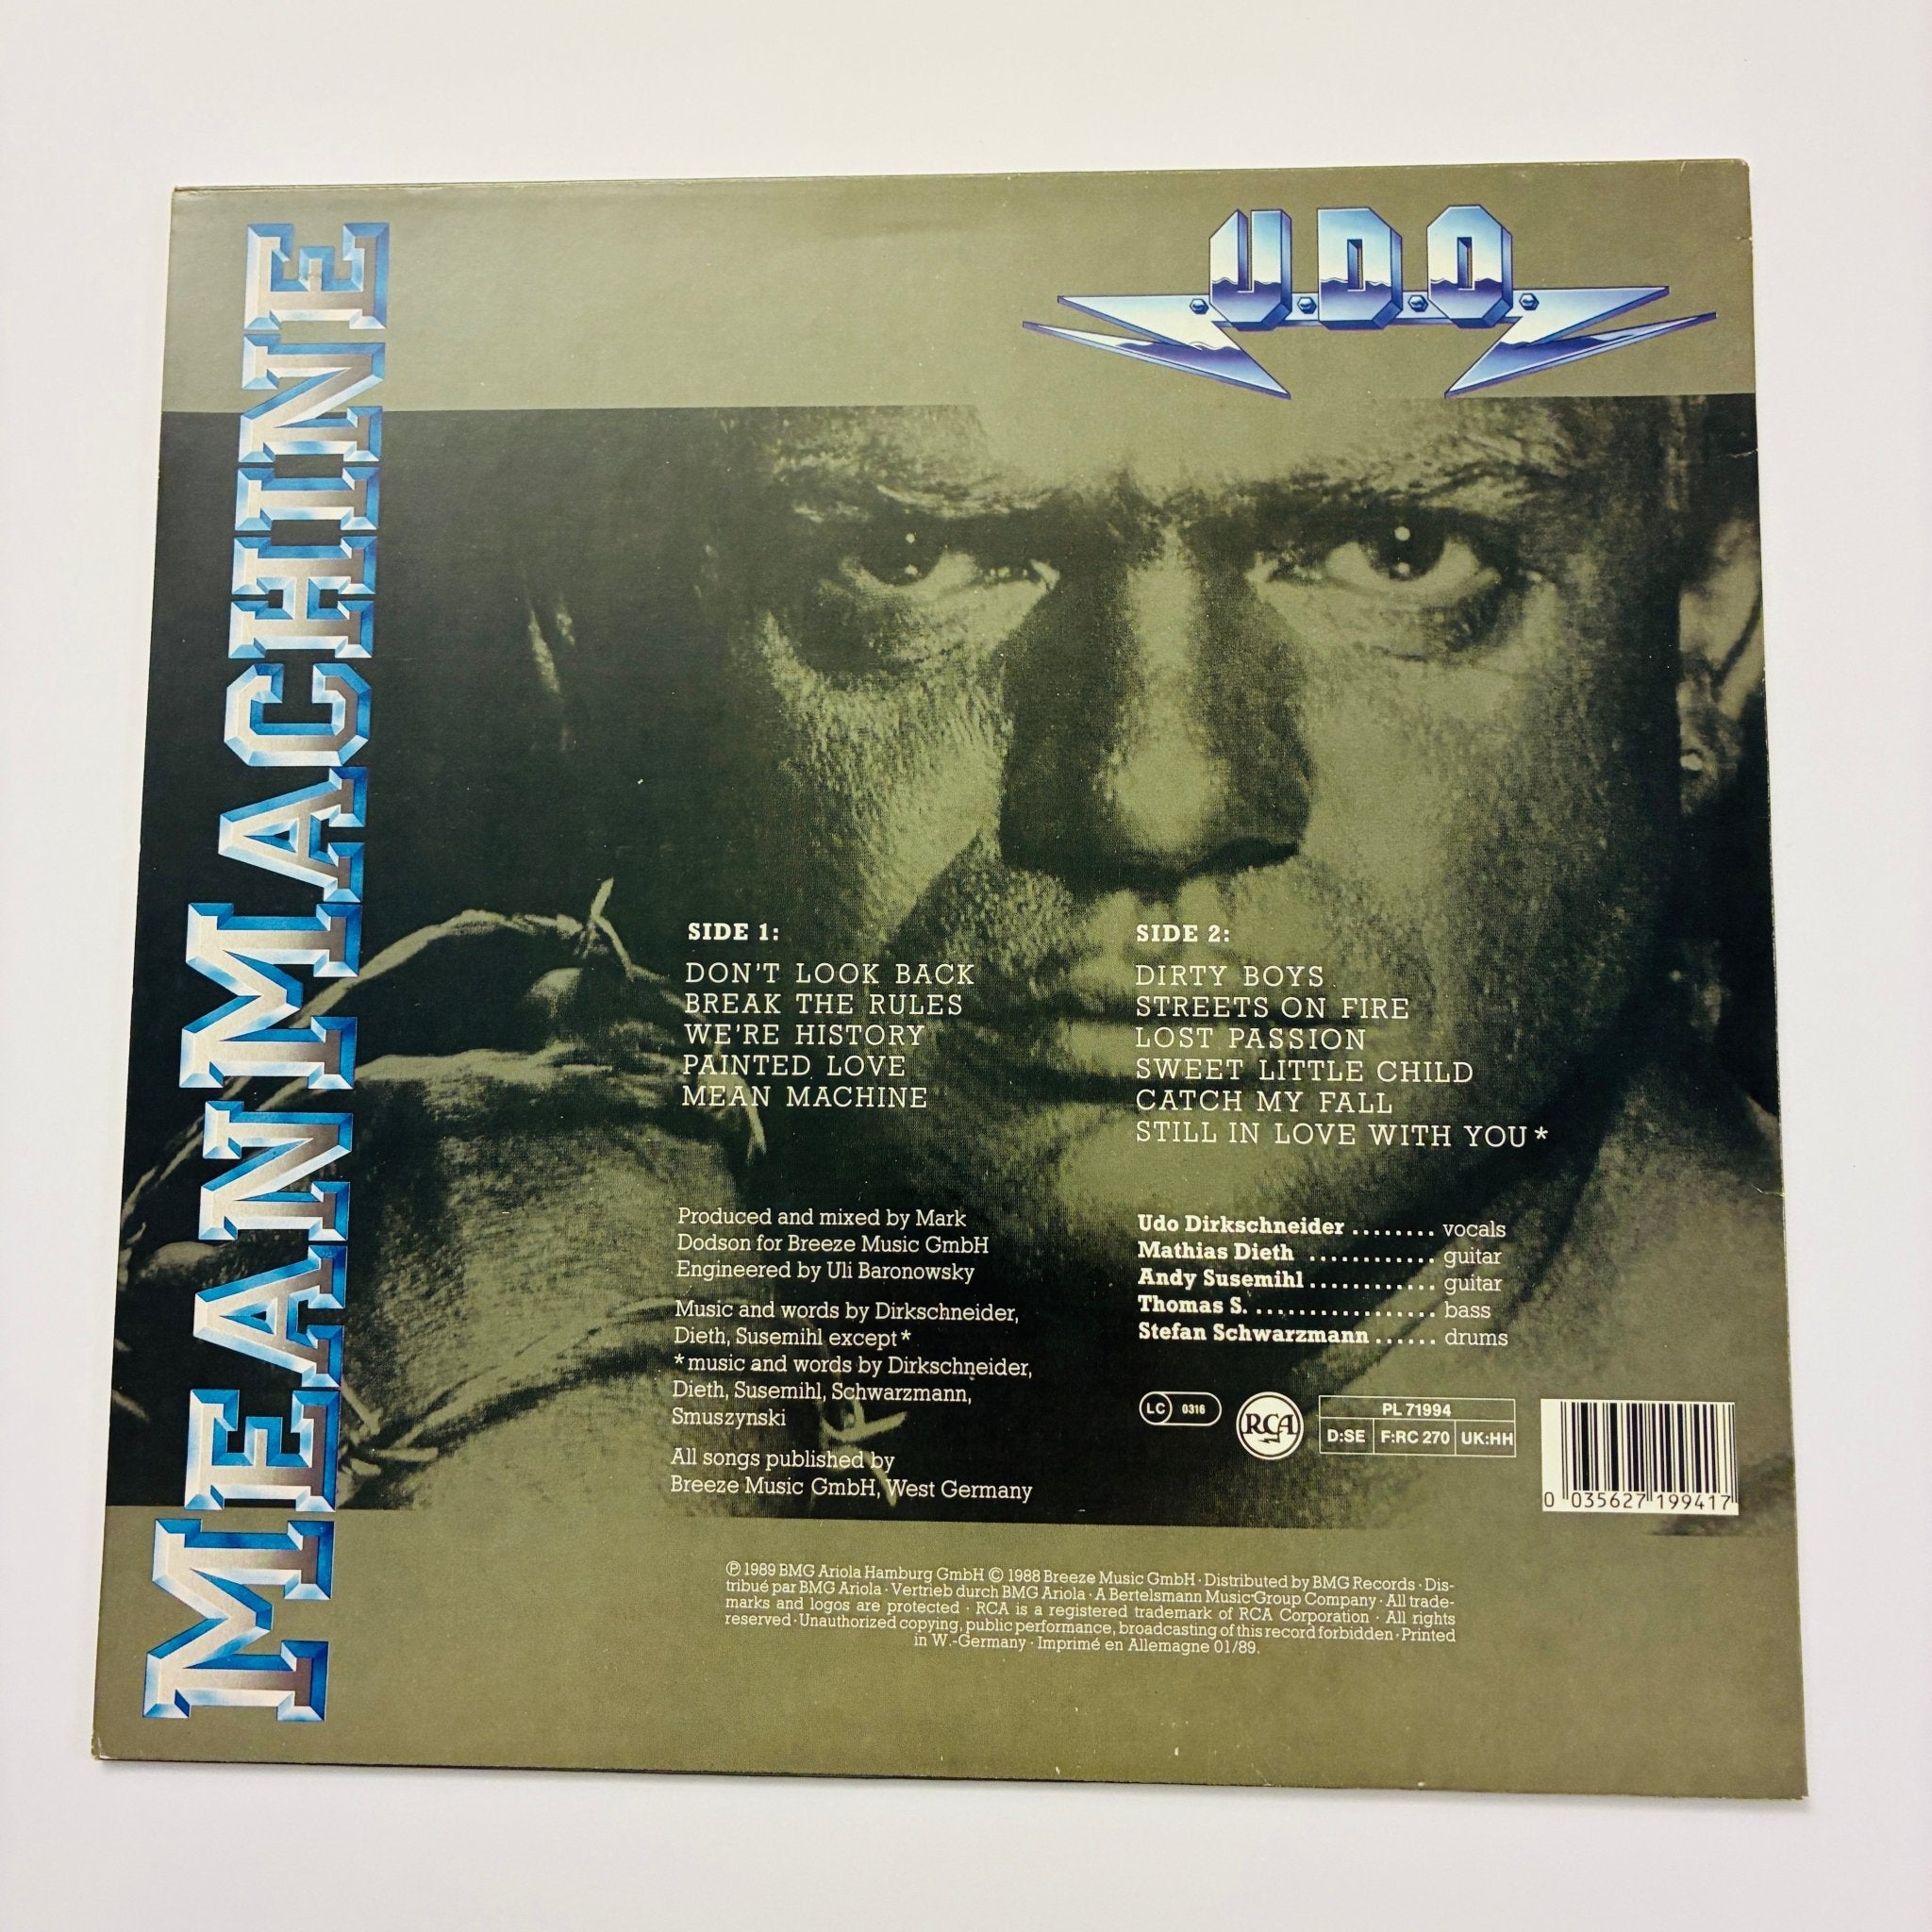 MEAN MACHINE
.U.D.O.
SIDE 1:
DON'T LOOK BACK
BREAK THE RULES
WE'RE HISTORY
PAINTED LOVE
MEAN MACHINE
SIDE 2:
DIRTY BOYS
STREETS ON FIRE
LOST PASSION
SWEET LITTLE CHILD
CATCH MY FALL
STILL IN LOVE WITH YOU*
Produced and mixed by Mark
Dodson for Breeze Music GmbH
Engineered by Uli Baronowsky
Music and words by Dirkschneider,
Dieth, Susemihl except*
*music and words by Dirkschneider,
Dieth, Susemihl, Schwarzmann,
Smuszynski
All songs published by
Breeze Music GmbH, West Germany
Udo Dirkschneider ........ vocals
Mathias Dieth ............ guitar
Andy Susemihl ............ guitar
Thomas S. ................. bass
Stefan Schwarzmann ...... drums
LC 0316
RCA
PL 71994
D:SE F:RC 270 UK:HH
0 035627 199417
℗ 1989 BMG Ariola Hamburg GmbH © 1988 Breeze Music GmbH · Distributed by BMG Records · Dis-
tribué par BMG Ariola · Vertrieb durch BMG Ariola · A Bertelsmann Music Group Company · All trade-
marks and logos are protected · RCA is a registered trademark of RCA Corporation · All rights
reserved · Unauthorized copying, public performance, broadcasting of this record forbidden · Printed
in W.-Germany · Imprimé en Allemagne 01/89.